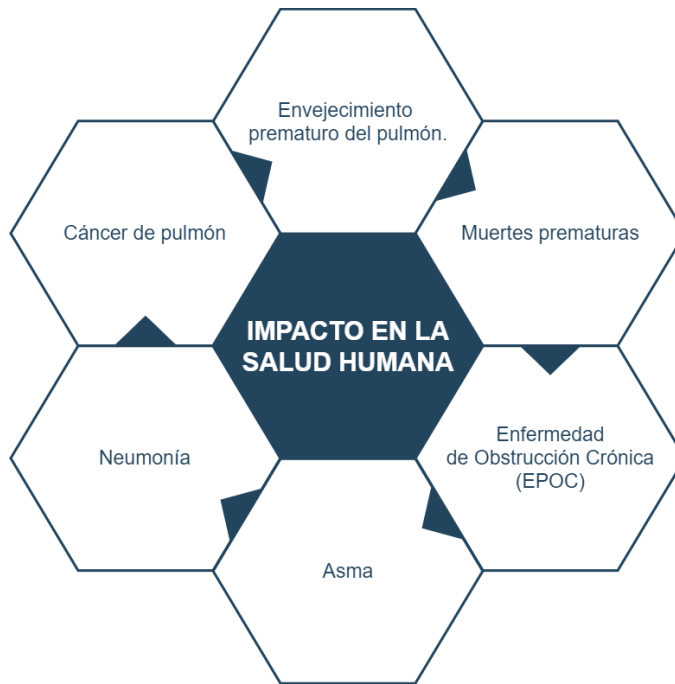 Envejecimiento
prematuro del pulmón.
Cáncer de pulmón
Muertes prematuras
IMPACTO EN LA
SALUD HUMANA
Neumonía
Enfermedad
de Obstrucción Crónica
(EPOC)
Asma